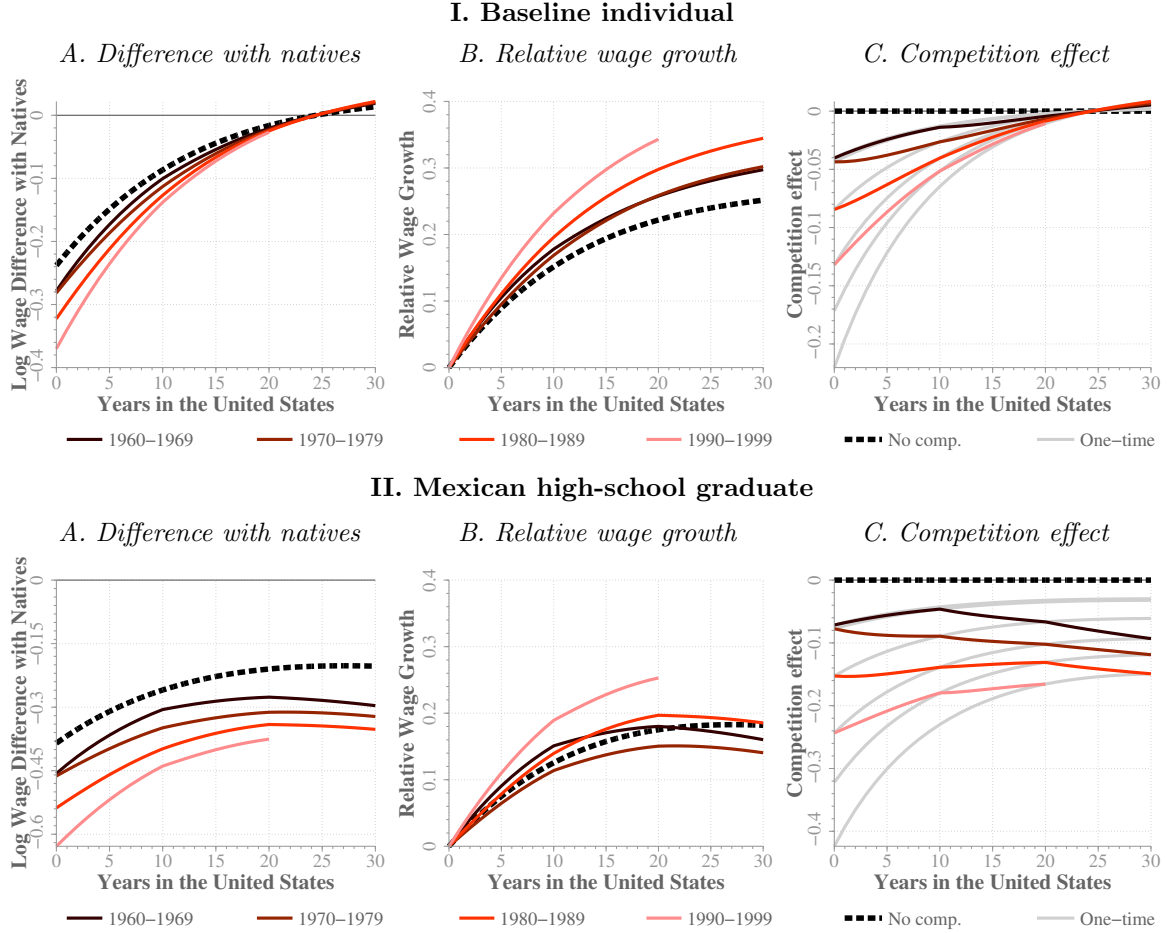 I. Baseline individual
A. Difference with natives
B. Relative wage growth
C. Competition effect
Log Wage Difference with Natives
0
−0.1
−0.2
−0.3
−0.4
0 5 10 15 20 25 30
Years in the United States
Relative Wage Growth
0.4
0.3
0.2
0.1
0
0 5 10 15 20 25 30
Years in the United States
Competition effect
0
−0.05
−0.1
−0.15
−0.2
0 5 10 15 20 25 30
Years in the United States
1960−1969 1970−1979 1980−1989 1990−1999 No comp. One−time
II. Mexican high-school graduate
A. Difference with natives
B. Relative wage growth
C. Competition effect
Log Wage Difference with Natives
0
−0.15
−0.3
−0.45
−0.6
0 5 10 15 20 25 30
Years in the United States
Relative Wage Growth
0.4
0.3
0.2
0.1
0
0 5 10 15 20 25 30
Years in the United States
Competition effect
0
−0.1
−0.2
−0.3
−0.4
0 5 10 15 20 25 30
Years in the United States
1960−1969 1970−1979 1980−1989 1990−1999 No comp. One−time